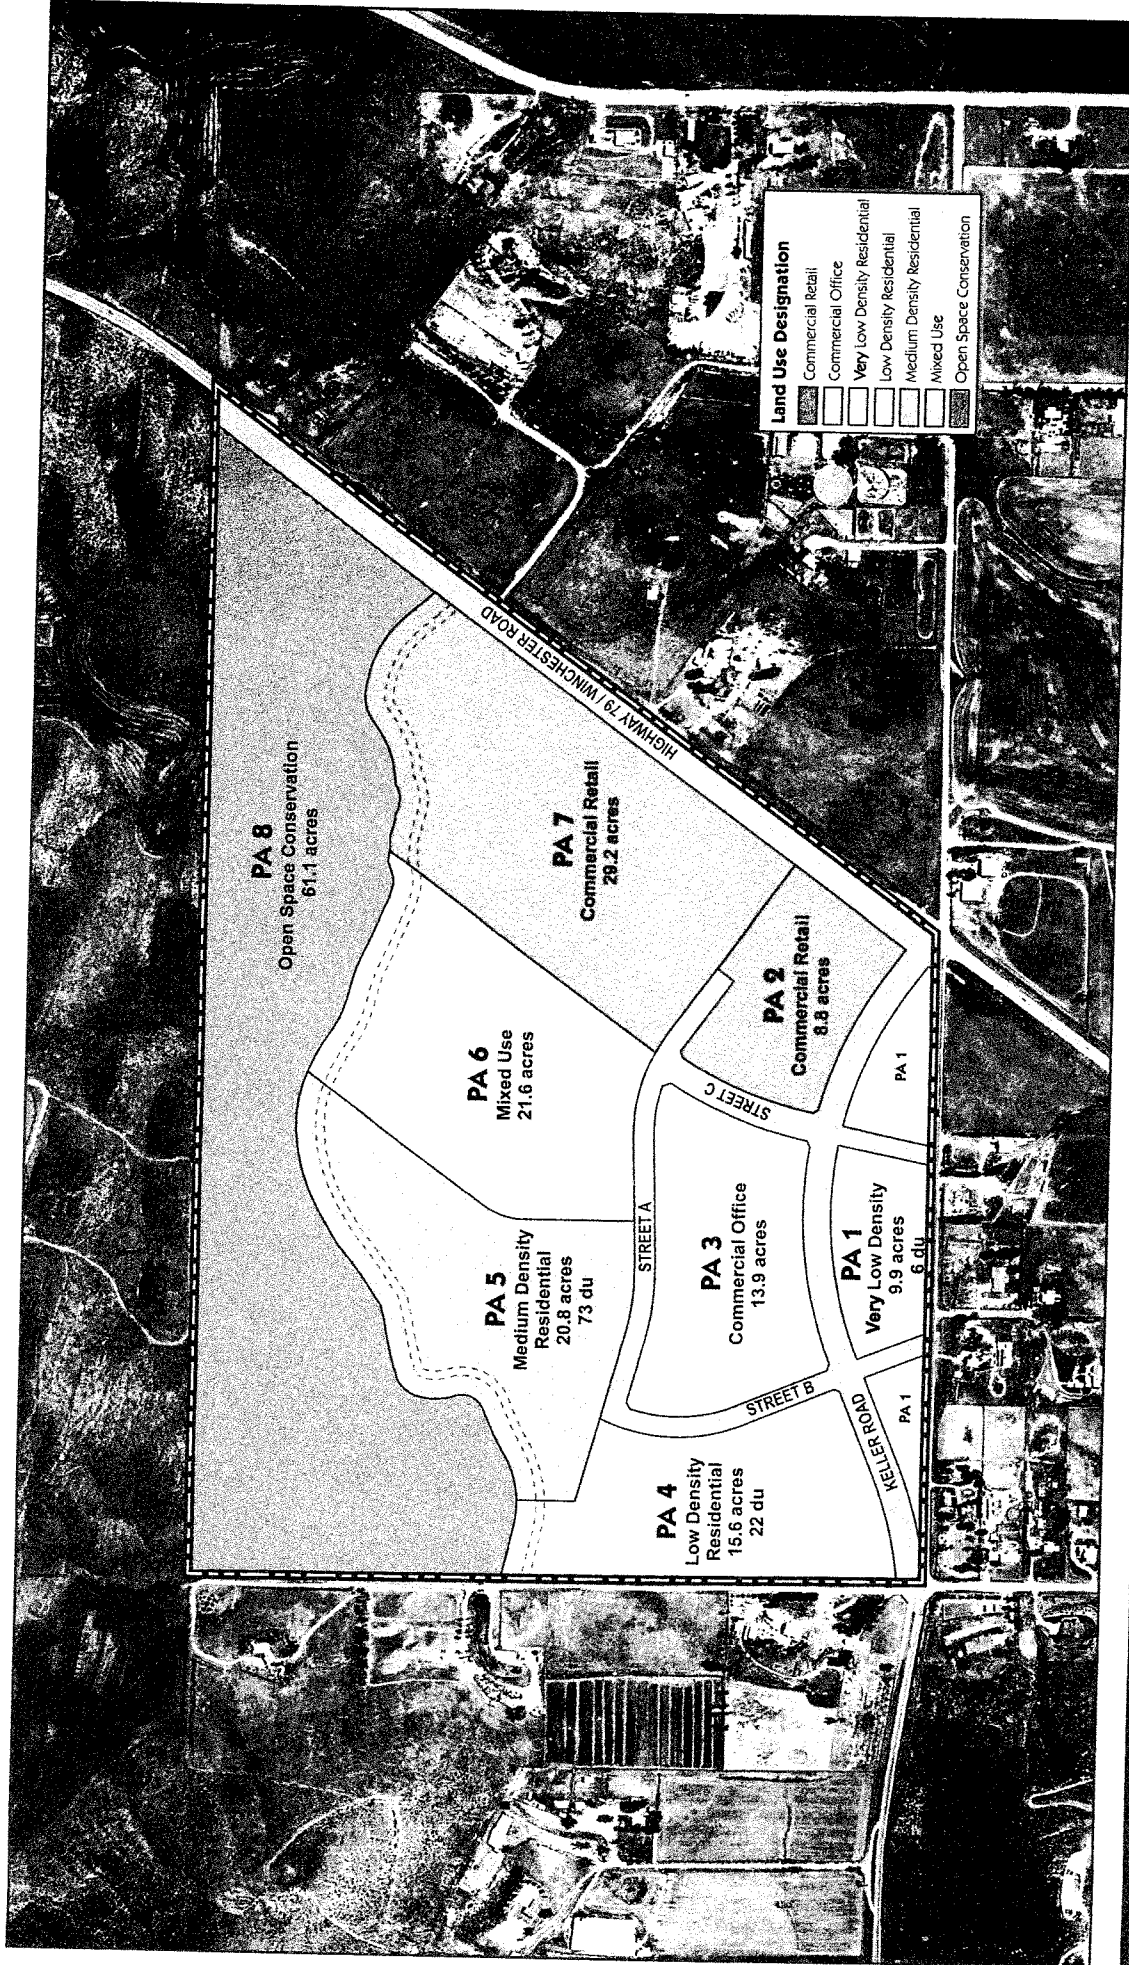 PA 8
Open Space Conservation
61.1 acres
PA 7
Commercial Retail
29.2 acres
HIGHWAY 79 / WINCHESTER ROAD
PA 6
Mixed Use
21.6 acres
PA 5
Medium Density
Residential
20.8 acres
73 du
PA 2
Commercial Retail
8.8 acres
STREET A
STREET C
PA 3
Commercial Office
13.9 acres
STREET B
PA 4
Low Density
Residential
15.6 acres
22 du
KELLER ROAD
PA 1
Very Low Density
9.9 acres
6 du
PA 1
PA 1
Land Use Designation
Commercial Retail
Commercial Office
Very Low Density Residential
Low Density Residential
Medium Density Residential
Mixed Use
Open Space Conservation